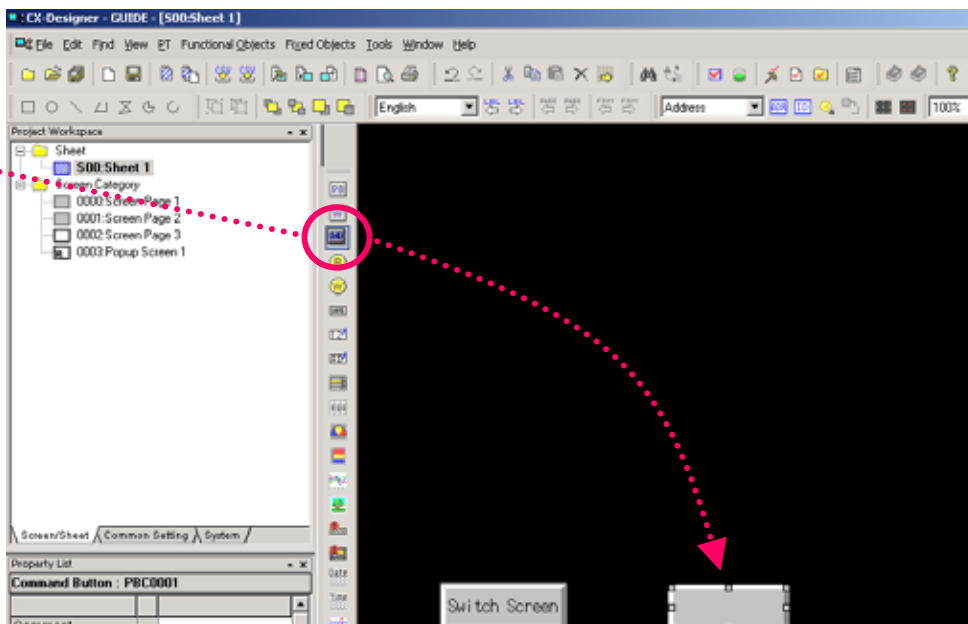 CX-Designer - GUIDE - [S00:Sheet 1]
File Edit Find View PT Functional Objects Fixed Objects Tools Window Help
English Address 100%
Project Workspace
Sheet
S00:Sheet 1
Screen Category
0000:Screen Page 1
0001:Screen Page 2
0002:Screen Page 3
0003:Popup Screen 1
Screen/Sheet Common Setting System
Property List
Command Button : PBC0001
Comment
PB
W
R
W
Date
Time
Switch Screen